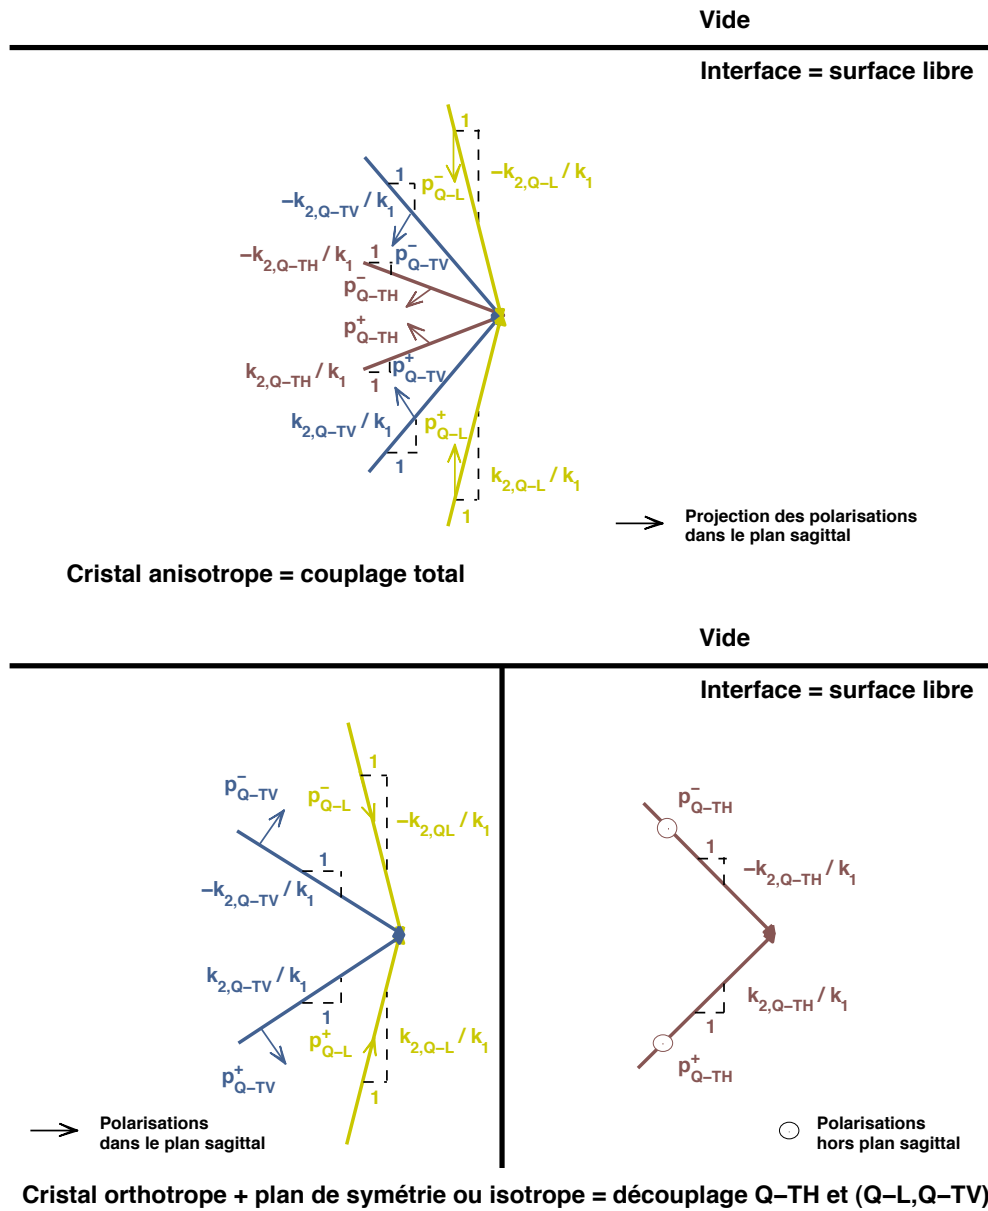 Vide
Interface = surface libre
1
−k2,Q−L / k1
p−Q−L
1
−k2,Q−TV / k1
p−Q−TV
1
−k2,Q−TH / k1
p−Q−TH
p+Q−TH
k2,Q−TH / k1
1
p+Q−TV
k2,Q−TV / k1
1
p+Q−L
k2,Q−L / k1
1
Projection des polarisations
dans le plan sagittal
Cristal anisotrope = couplage total
Vide
Interface = surface libre
1
p−Q−TV
p−Q−L
−k2,QL / k1
1
−k2,Q−TV / k1
k2,Q−TV / k1
1
p+Q−L
k2,Q−L / k1
p+Q−TV
1
Polarisations
dans le plan sagittal
p−Q−TH
1
−k2,Q−TH / k1
k2,Q−TH / k1
1
p+Q−TH
Polarisations
hors plan sagittal
Cristal orthotrope + plan de symétrie ou isotrope = découplage Q−TH et (Q−L,Q−TV)